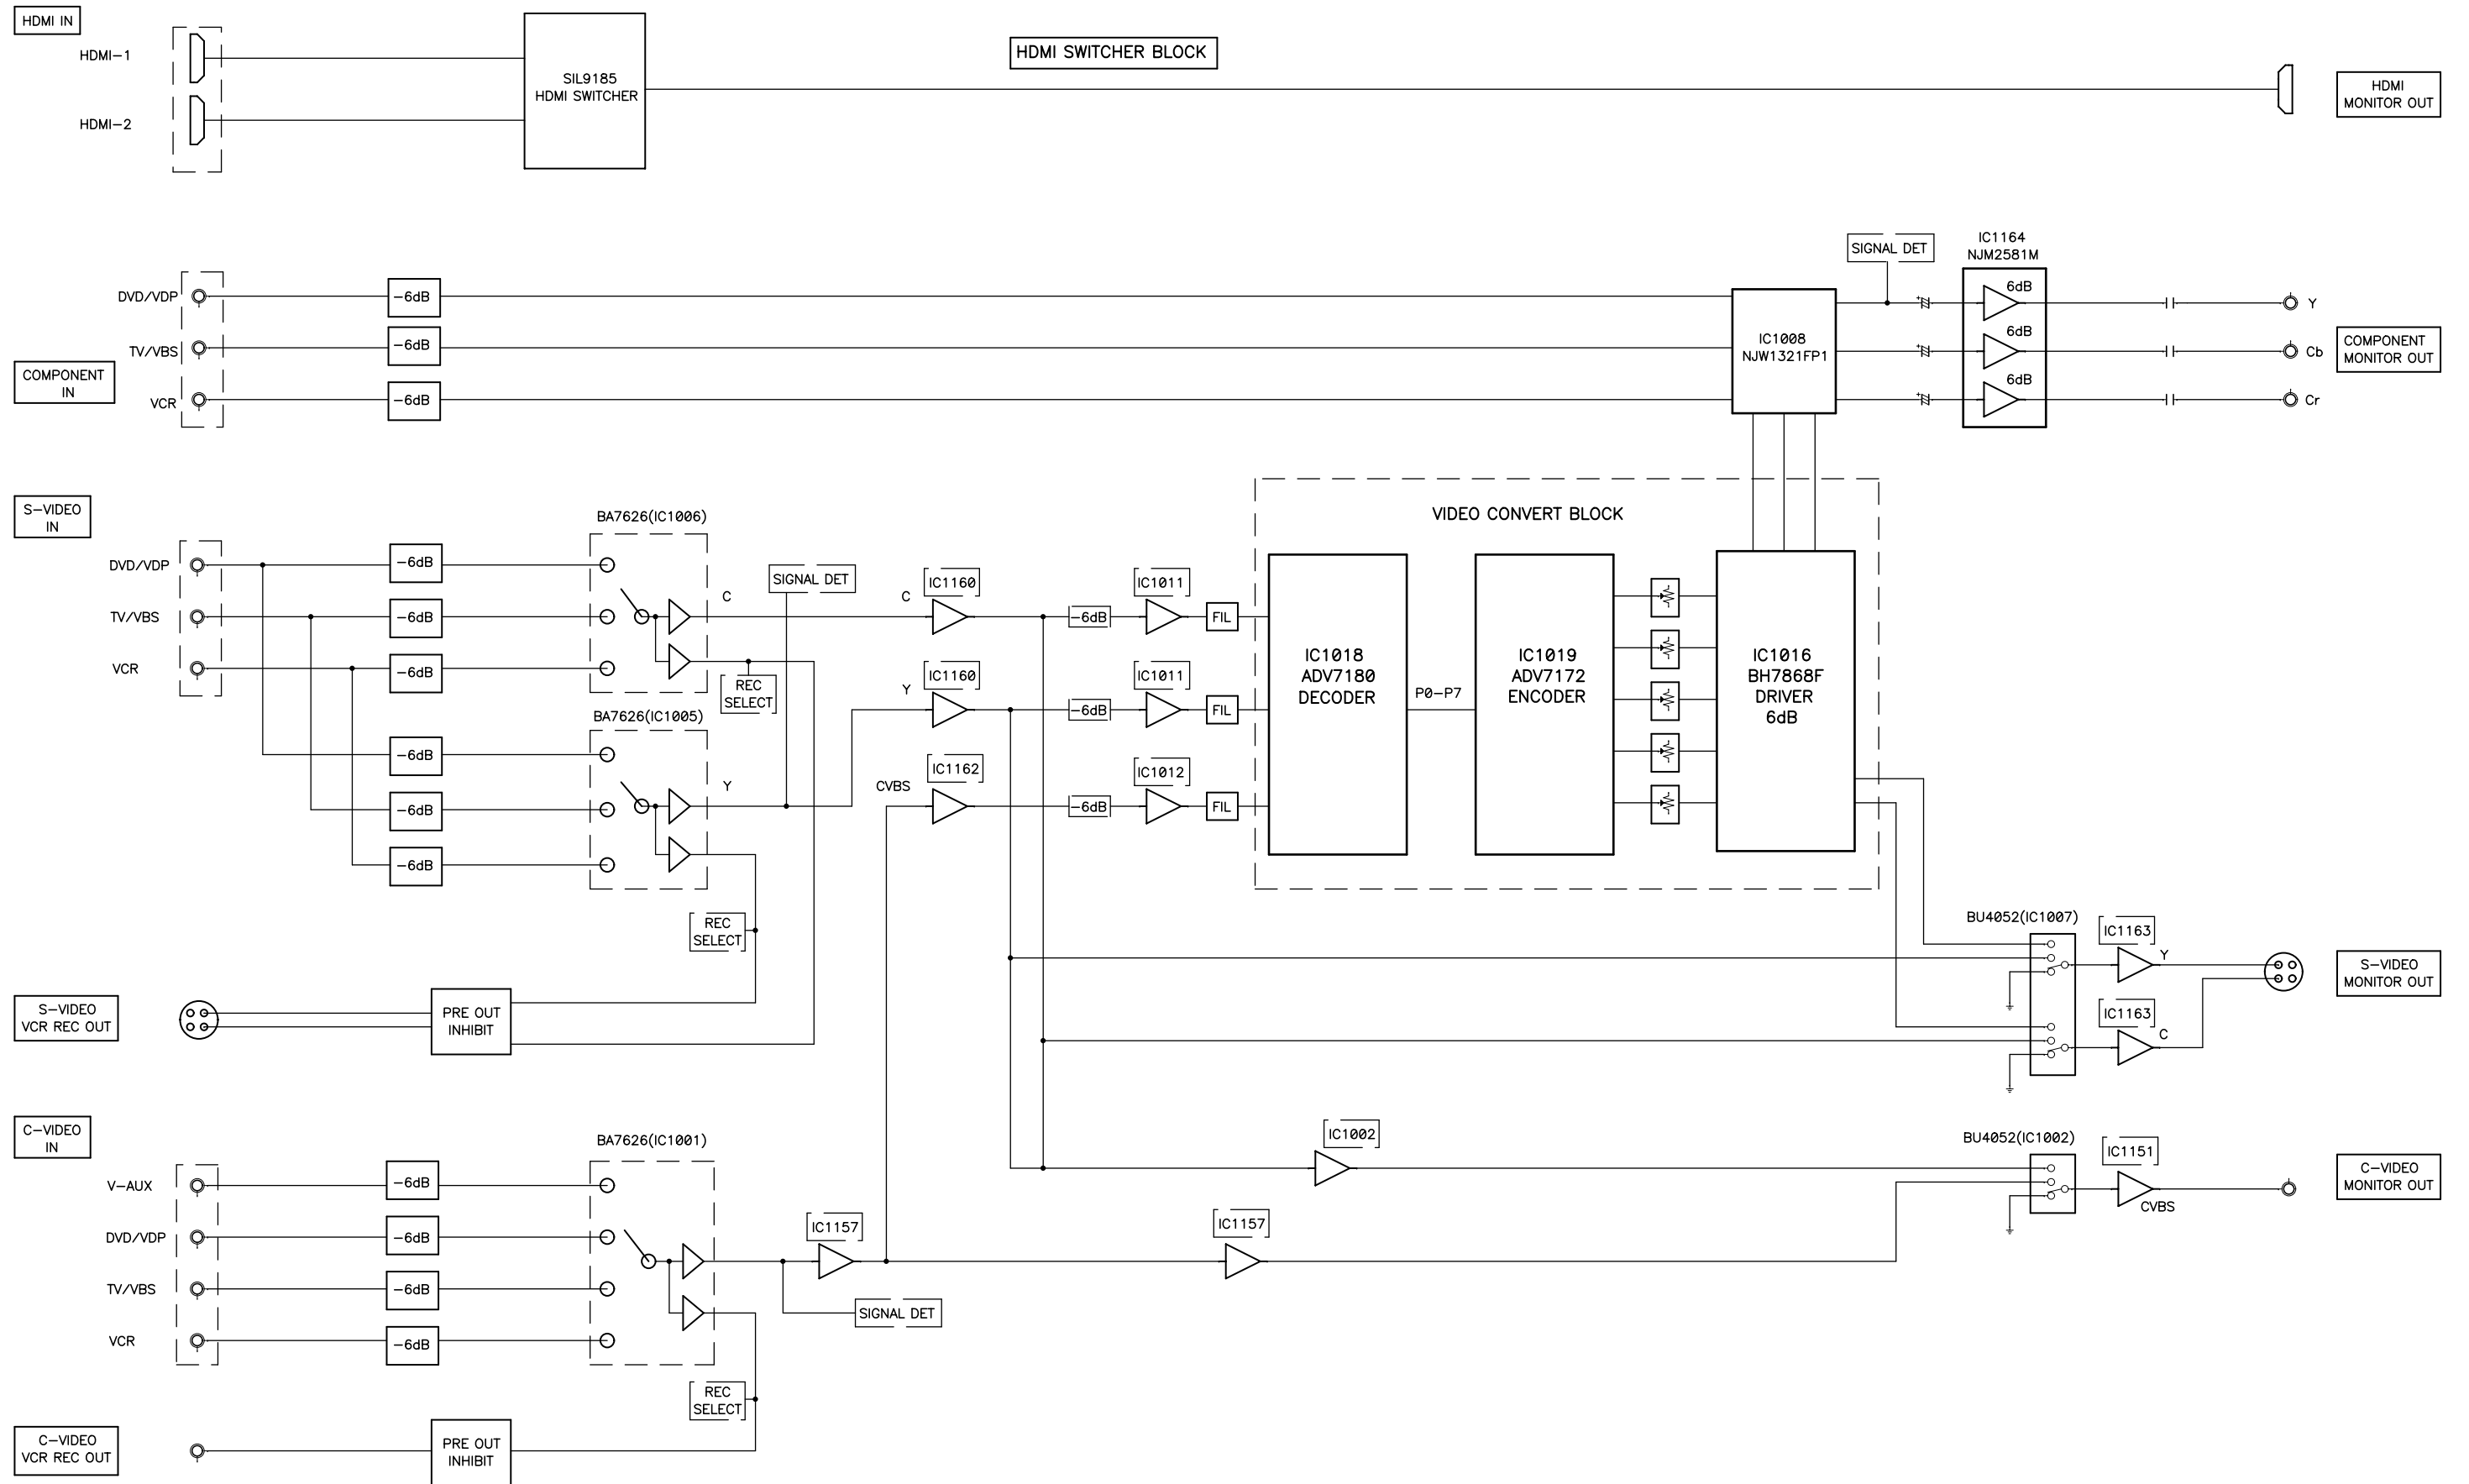 HDMI IN
HDMI-1
HDMI-2
SIL9185
HDMI SWITCHER
HDMI SWITCHER BLOCK
HDMI
MONITOR OUT
COMPONENT
IN
DVD/VDP
TV/VBS
VCR
-6dB
-6dB
-6dB
IC1008
NJW1321FP1
SIGNAL DET
IC1164
NJM2581M
6dB
6dB
6dB
Y
Cb
Cr
COMPONENT
MONITOR OUT
S-VIDEO
IN
DVD/VDP
TV/VBS
VCR
-6dB
-6dB
-6dB
-6dB
-6dB
-6dB
BA7626(IC1006)
C
REC
SELECT
BA7626(IC1005)
Y
REC
SELECT
SIGNAL DET
C
IC1160
Y
IC1160
CVBS
IC1162
-6dB
-6dB
-6dB
IC1011
IC1011
IC1012
FIL
FIL
FIL
VIDEO CONVERT BLOCK
IC1018
ADV7180
DECODER
P0-P7
IC1019
ADV7172
ENCODER
IC1016
BH7868F
DRIVER
6dB
BU4052(IC1007)
IC1163
Y
IC1163
C
S-VIDEO
MONITOR OUT
S-VIDEO
VCR REC OUT
PRE OUT
INHIBIT
C-VIDEO
IN
V-AUX
DVD/VDP
TV/VBS
VCR
-6dB
-6dB
-6dB
-6dB
BA7626(IC1001)
IC1157
SIGNAL DET
REC
SELECT
IC1157
IC1002
BU4052(IC1002)
IC1151
CVBS
C-VIDEO
MONITOR OUT
C-VIDEO
VCR REC OUT
PRE OUT
INHIBIT